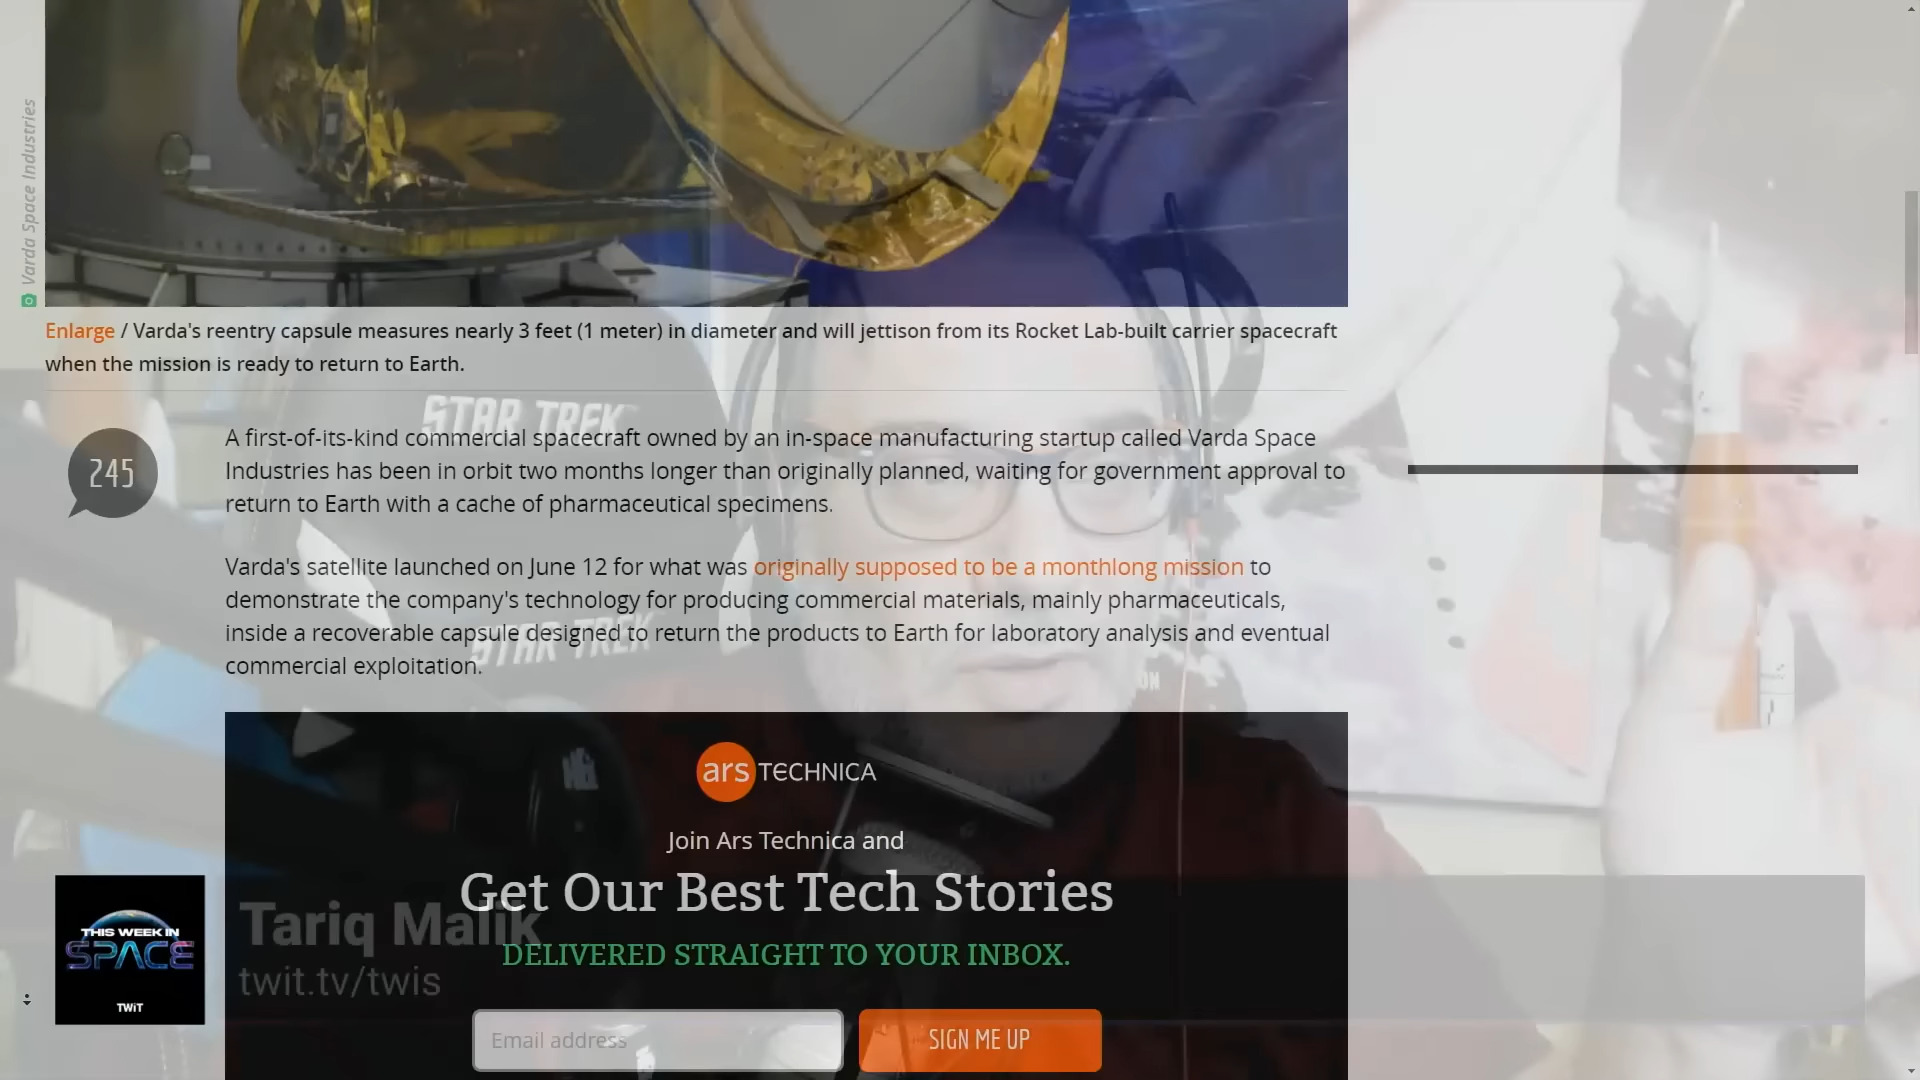 Varda Space Industries
Enlarge / Varda's reentry capsule measures nearly 3 feet (1 meter) in diameter and will jettison from its Rocket Lab-built carrier spacecraft
when the mission is ready to return to Earth.
STAR TREK
245
A first-of-its-kind commercial spacecraft owned by an in-space manufacturing startup called Varda Space
Industries has been in orbit two months longer than originally planned, waiting for government approval to
return to Earth with a cache of pharmaceutical specimens.
Varda's satellite launched on June 12 for what was originally supposed to be a monthlong mission to
demonstrate the company's technology for producing commercial materials, mainly pharmaceuticals,
inside a recoverable capsule designed to return the products to Earth for laboratory analysis and eventual
commercial exploitation.
STAR TREK
ars TECHNICA
Join Ars Technica and
Get Our Best Tech Stories
DELIVERED STRAIGHT TO YOUR INBOX.
Email address
SIGN ME UP
THIS WEEK IN
SPACE
TWiT
Tariq Malik
twit.tv/twis